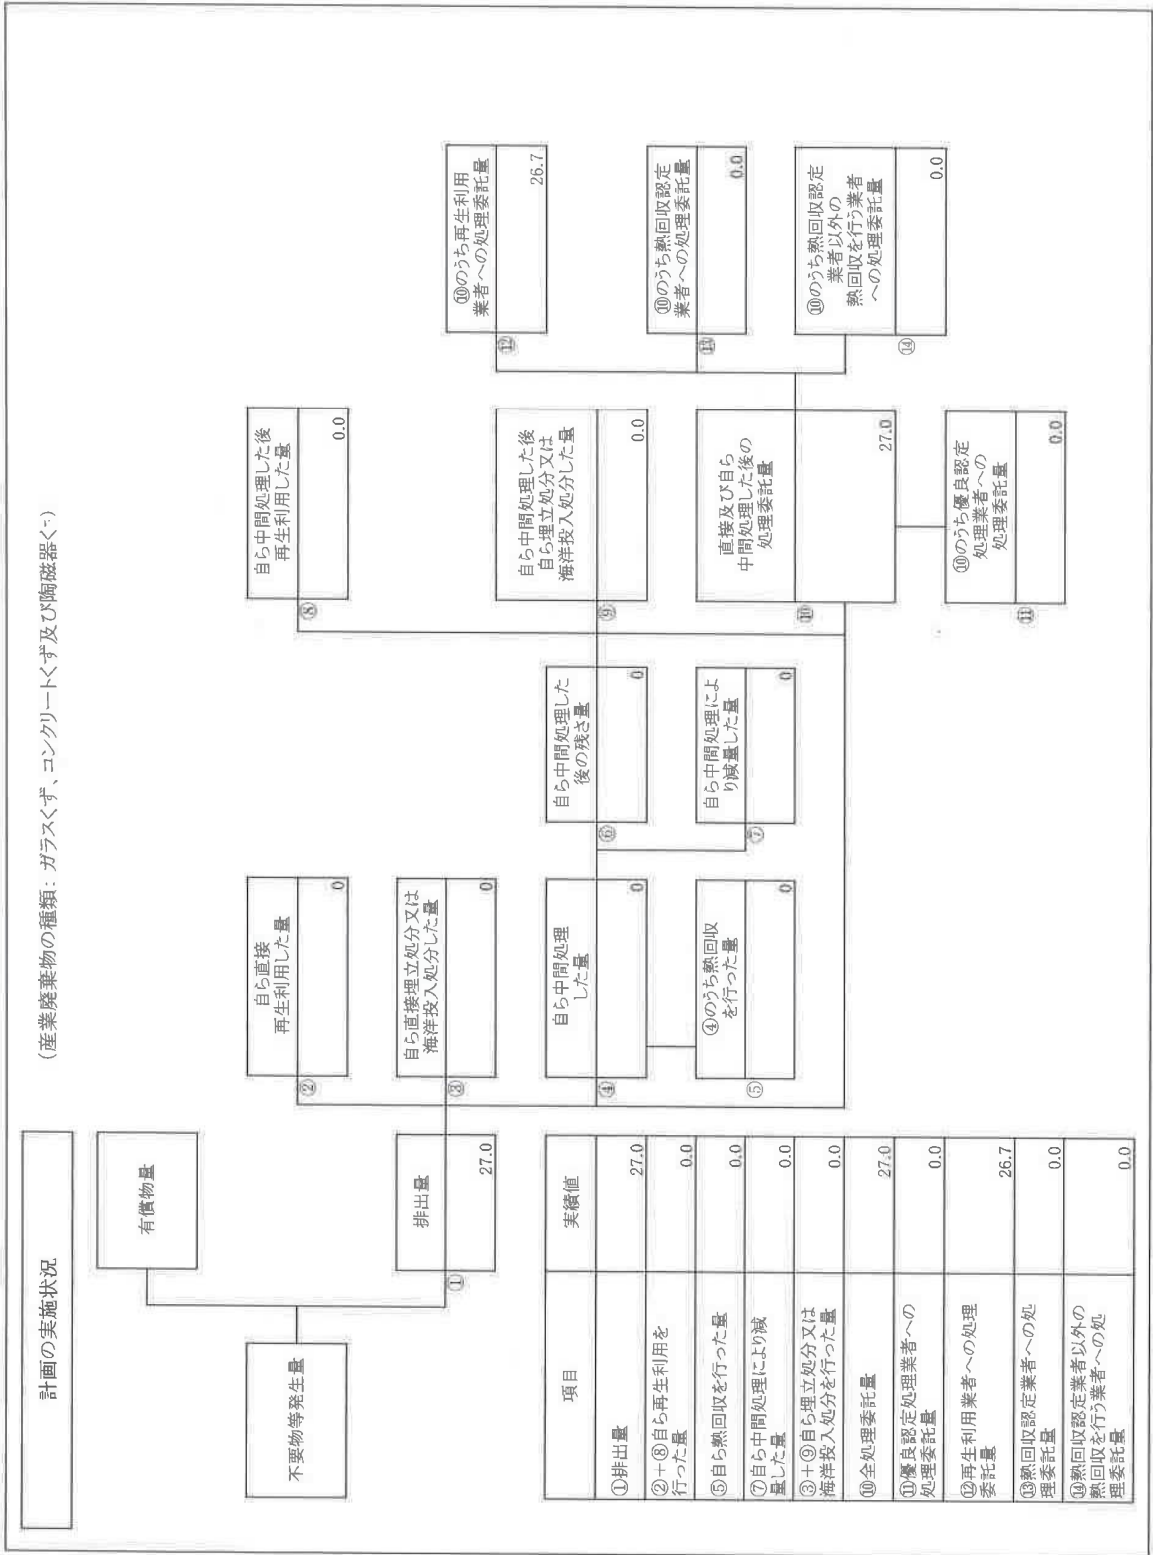 計画の実施状況
(産業廃棄物の種類: ガラスくず、コンクリートくず及び陶磁器くず)
不要物等発生量
有償物量
①
排出量
27.0
②
自ら直接
再生利用した量
0
③
自ら直接埋立処分又は
海洋投入処分した量
0
④
自ら中間処理
した量
0
⑤
④のうち熱回収
を行った量
0
⑥
自ら中間処理した
後の残さ量
0
⑦
自ら中間処理によ
り減量した量
0
⑧
自ら中間処理した後
再生利用した量
0.0
⑨
自ら中間処理した後
自ら埋立処分又は
海洋投入処分した量
0.0
⑩
直接及び自ら
中間処理した後の
処理委託量
27.0
⑪
⑩のうち優良認定
処理業者への
処理委託量
0.0
⑫
⑩のうち再生利用
業者への処理委託量
26.7
⑬
⑩のうち熱回収認定
業者への処理委託量
0.0
⑭
⑩のうち熱回収認定
業者以外の
熱回収を行う業者
への処理委託量
0.0
項目 実績値
①排出量 27.0
②+⑧自ら再生利用を
行った量 0.0
⑤自ら熱回収を行った量 0.0
⑦自ら中間処理により減
量した量 0.0
③+⑨自ら埋立処分又は
海洋投入処分を行った量 0.0
⑩全処理委託量 27.0
⑪優良認定処理業者への
処理委託量 0.0
⑫再生利用業者への処理
委託量 26.7
⑬熱回収認定業者への処
理委託量 0.0
⑭熱回収認定業者以外の
熱回収を行う業者への処
理委託量 0.0